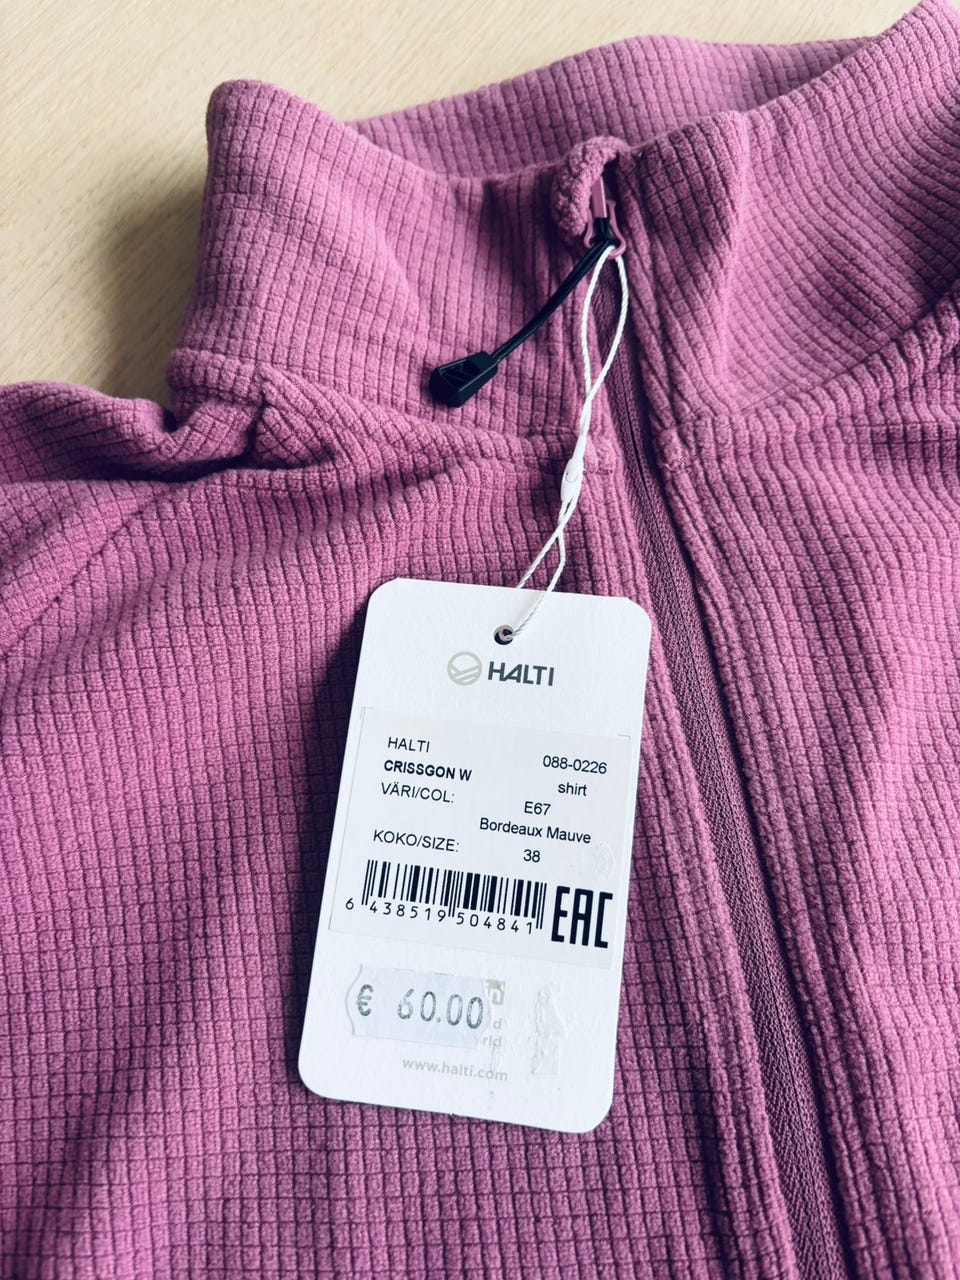 HALTI
HALTI 088-0226
CRISSGON W shirt
VÄRI/COL: E67
Bordeaux Mauve
KOKO/SIZE: 38
6 438519 504841
EAC
€ 60.00
d
rld
www.halti.com